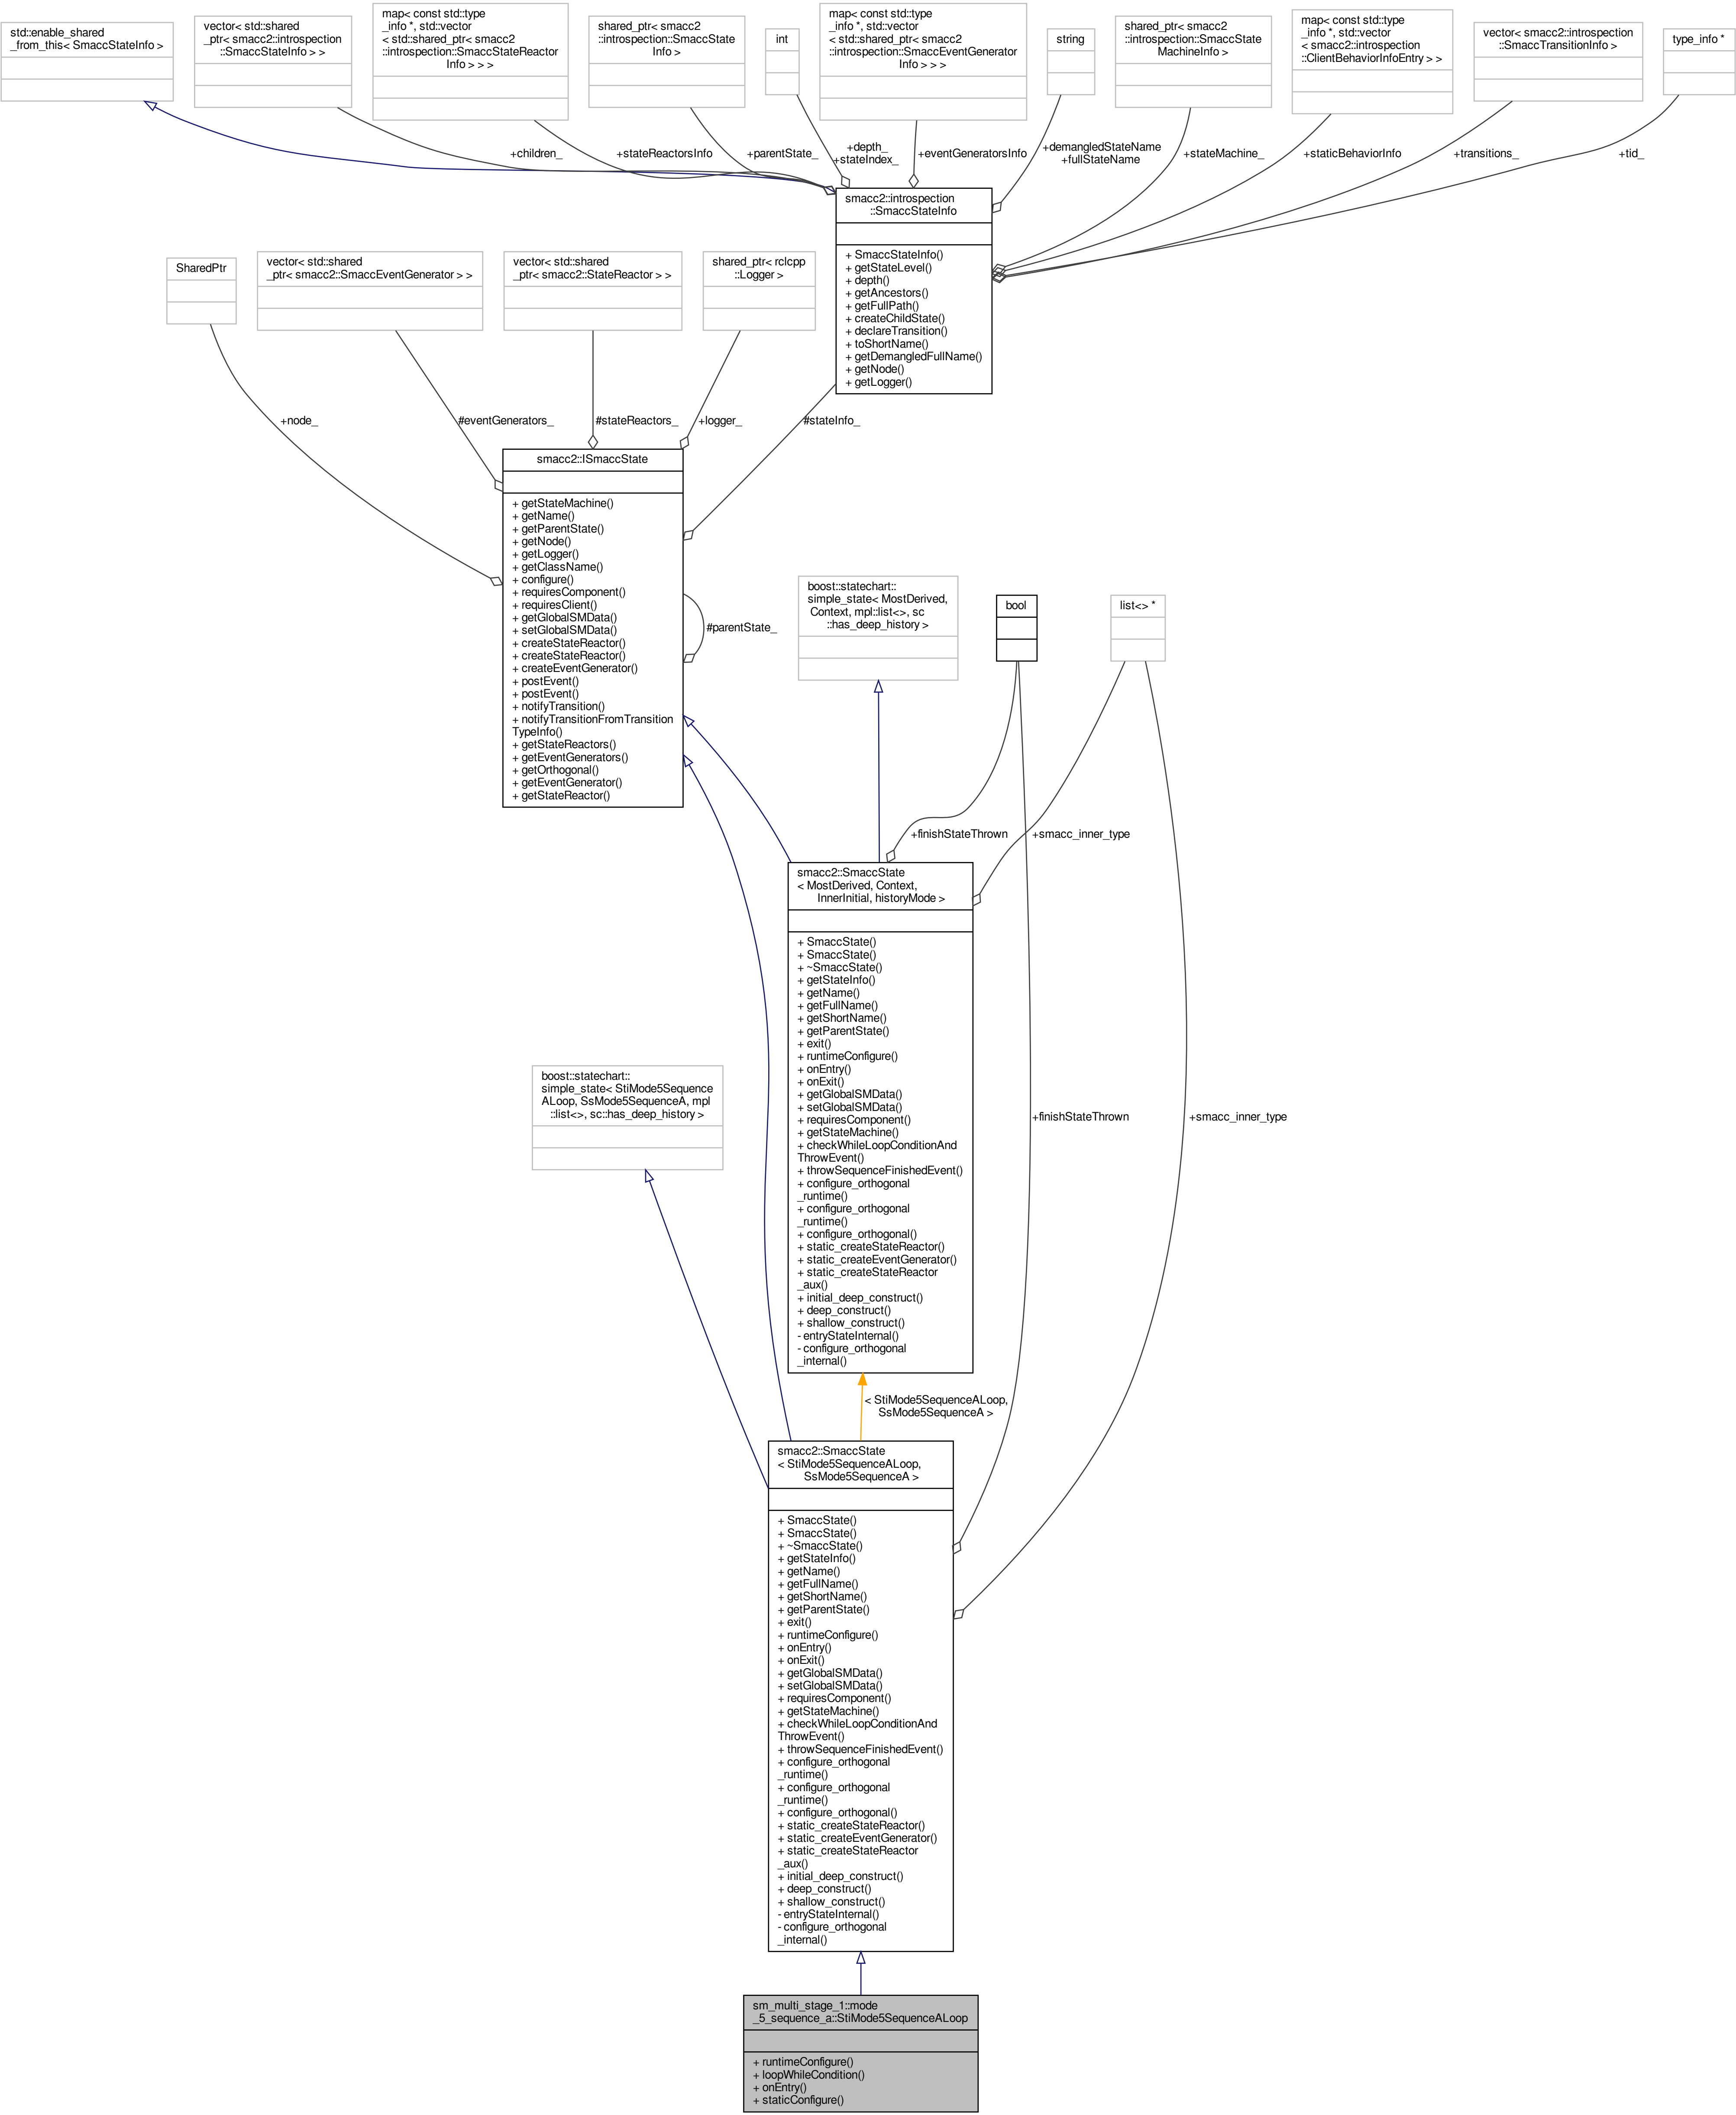 std::enable_shared
_from_this< SmaccStateInfo >
vector< std::shared
_ptr< smacc2::introspection
::SmaccStateInfo > >
map< const std::type
_info *, std::vector
< std::shared_ptr< smacc2
::introspection::SmaccStateReactor
Info > > >
shared_ptr< smacc2
::introspection::SmaccState
Info >
int
map< const std::type
_info *, std::vector
< std::shared_ptr< smacc2
::introspection::SmaccEventGenerator
Info > > >
string
shared_ptr< smacc2
::introspection::SmaccState
MachineInfo >
map< const std::type
_info *, std::vector
< smacc2::introspection
::ClientBehaviorInfoEntry > >
vector< smacc2::introspection
::SmaccTransitionInfo >
type_info *
+children_
+stateReactorsInfo
+parentState_
+depth_
+stateIndex_
+eventGeneratorsInfo
+demangledStateName
+fullStateName
+stateMachine_
+staticBehaviorInfo
+transitions_
+tid_
smacc2::introspection
::SmaccStateInfo
+ SmaccStateInfo()
+ getStateLevel()
+ depth()
+ getAncestors()
+ getFullPath()
+ createChildState()
+ declareTransition()
+ toShortName()
+ getDemangledFullName()
+ getNode()
+ getLogger()
SharedPtr
vector< std::shared
_ptr< smacc2::SmaccEventGenerator > >
vector< std::shared
_ptr< smacc2::StateReactor > >
shared_ptr< rclcpp
::Logger >
+node_
#eventGenerators_
#stateReactors_
+logger_
#stateInfo_
smacc2::ISmaccState
+ getStateMachine()
+ getName()
+ getParentState()
+ getNode()
+ getLogger()
+ getClassName()
+ configure()
+ requiresComponent()
+ requiresClient()
+ getGlobalSMData()
+ setGlobalSMData()
+ createStateReactor()
+ createStateReactor()
+ createEventGenerator()
+ postEvent()
+ postEvent()
+ notifyTransition()
+ notifyTransitionFromTransition
TypeInfo()
+ getStateReactors()
+ getEventGenerators()
+ getOrthogonal()
+ getEventGenerator()
+ getStateReactor()
#parentState_
boost::statechart::
simple_state< MostDerived,
Context, mpl::list<>, sc
::has_deep_history >
bool
list<> *
+finishStateThrown
+smacc_inner_type
smacc2::SmaccState
< MostDerived, Context,
InnerInitial, historyMode >
+ SmaccState()
+ SmaccState()
+ ~SmaccState()
+ getStateInfo()
+ getName()
+ getFullName()
+ getShortName()
+ getParentState()
+ exit()
+ runtimeConfigure()
+ onEntry()
+ onExit()
+ getGlobalSMData()
+ setGlobalSMData()
+ requiresComponent()
+ getStateMachine()
+ checkWhileLoopConditionAnd
ThrowEvent()
+ throwSequenceFinishedEvent()
+ configure_orthogonal
_runtime()
+ configure_orthogonal
_runtime()
+ configure_orthogonal()
+ static_createStateReactor()
+ static_createEventGenerator()
+ static_createStateReactor
_aux()
+ initial_deep_construct()
+ deep_construct()
+ shallow_construct()
- entryStateInternal()
- configure_orthogonal
_internal()
boost::statechart::
simple_state< StiMode5Sequence
ALoop, SsMode5SequenceA, mpl
::list<>, sc::has_deep_history >
+finishStateThrown
+smacc_inner_type
< StiMode5SequenceALoop,
SsMode5SequenceA >
smacc2::SmaccState
< StiMode5SequenceALoop,
SsMode5SequenceA >
+ SmaccState()
+ SmaccState()
+ ~SmaccState()
+ getStateInfo()
+ getName()
+ getFullName()
+ getShortName()
+ getParentState()
+ exit()
+ runtimeConfigure()
+ onEntry()
+ onExit()
+ getGlobalSMData()
+ setGlobalSMData()
+ requiresComponent()
+ getStateMachine()
+ checkWhileLoopConditionAnd
ThrowEvent()
+ throwSequenceFinishedEvent()
+ configure_orthogonal
_runtime()
+ configure_orthogonal
_runtime()
+ configure_orthogonal()
+ static_createStateReactor()
+ static_createEventGenerator()
+ static_createStateReactor
_aux()
+ initial_deep_construct()
+ deep_construct()
+ shallow_construct()
- entryStateInternal()
- configure_orthogonal
_internal()
sm_multi_stage_1::mode
_5_sequence_a::StiMode5SequenceALoop
+ runtimeConfigure()
+ loopWhileCondition()
+ onEntry()
+ staticConfigure()